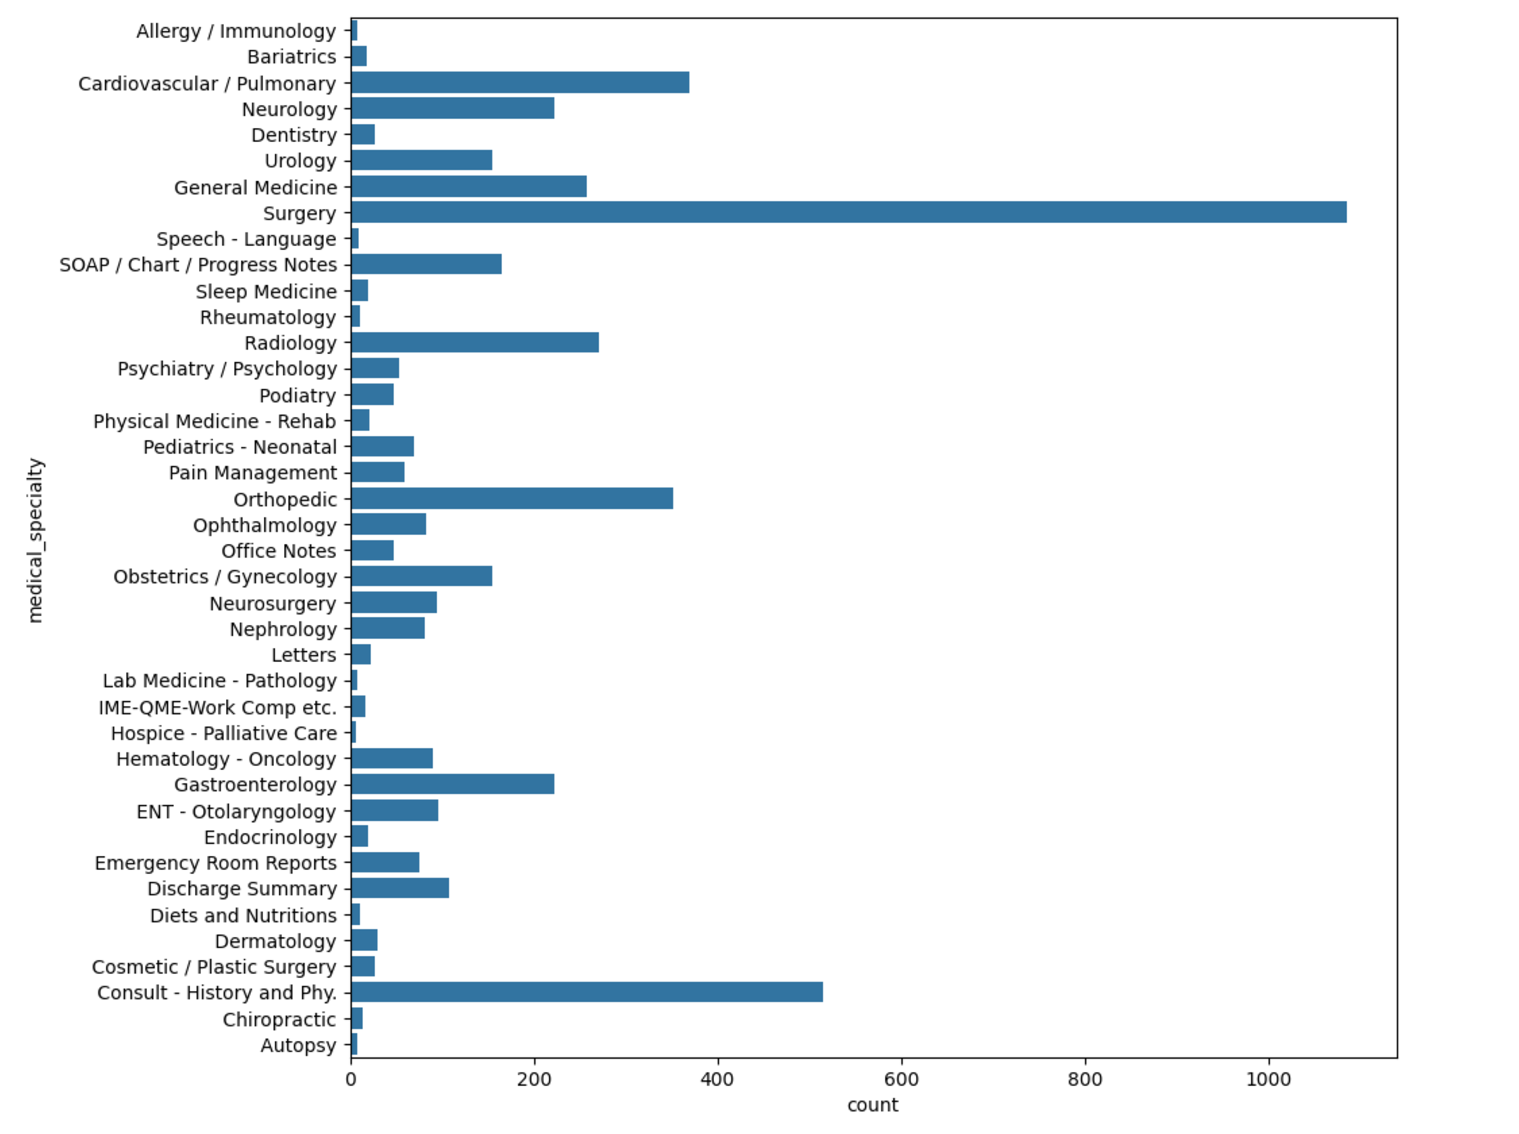 Allergy / Immunology
Bariatrics
Cardiovascular / Pulmonary
Neurology
Dentistry
Urology
General Medicine
Surgery
Speech - Language
SOAP / Chart / Progress Notes
Sleep Medicine
Rheumatology
Radiology
Psychiatry / Psychology
Podiatry
Physical Medicine - Rehab
Pediatrics - Neonatal
Pain Management
Orthopedic
Ophthalmology
Office Notes
Obstetrics / Gynecology
Neurosurgery
Nephrology
Letters
Lab Medicine - Pathology
IME-QME-Work Comp etc.
Hospice - Palliative Care
Hematology - Oncology
Gastroenterology
ENT - Otolaryngology
Endocrinology
Emergency Room Reports
Discharge Summary
Diets and Nutritions
Dermatology
Cosmetic / Plastic Surgery
Consult - History and Phy.
Chiropractic
Autopsy
medical_specialty
0 200 400 600 800 1000
count